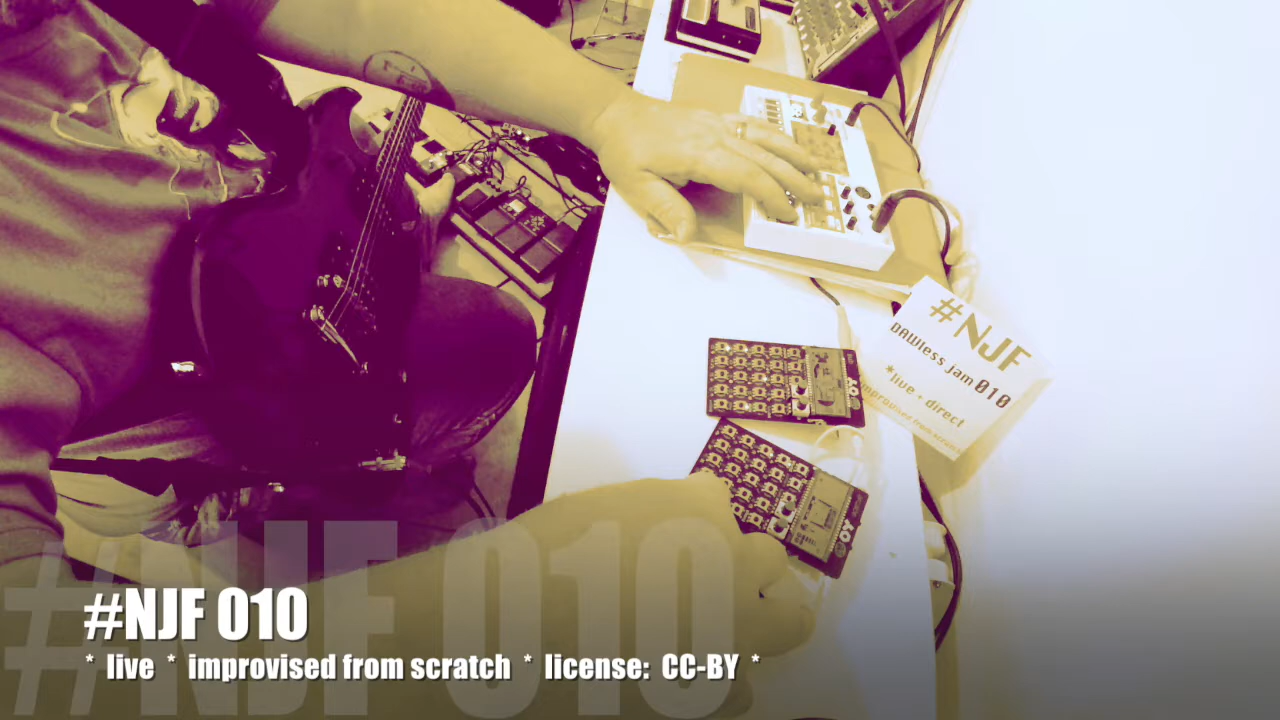 #NJF
DAWless jam 010
*live + direct
improvised from scratch
#NJF 010
#NJF 010
* live * improvised from scratch * license: CC-BY *